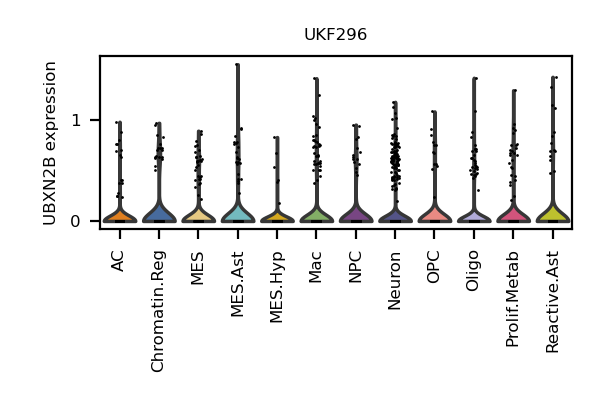 UKF296
UBXN2B expression
1
0
AC
Chromatin.Reg
MES
MES.Ast
MES.Hyp
Mac
NPC
Neuron
OPC
Oligo
Prolif.Metab
Reactive.Ast